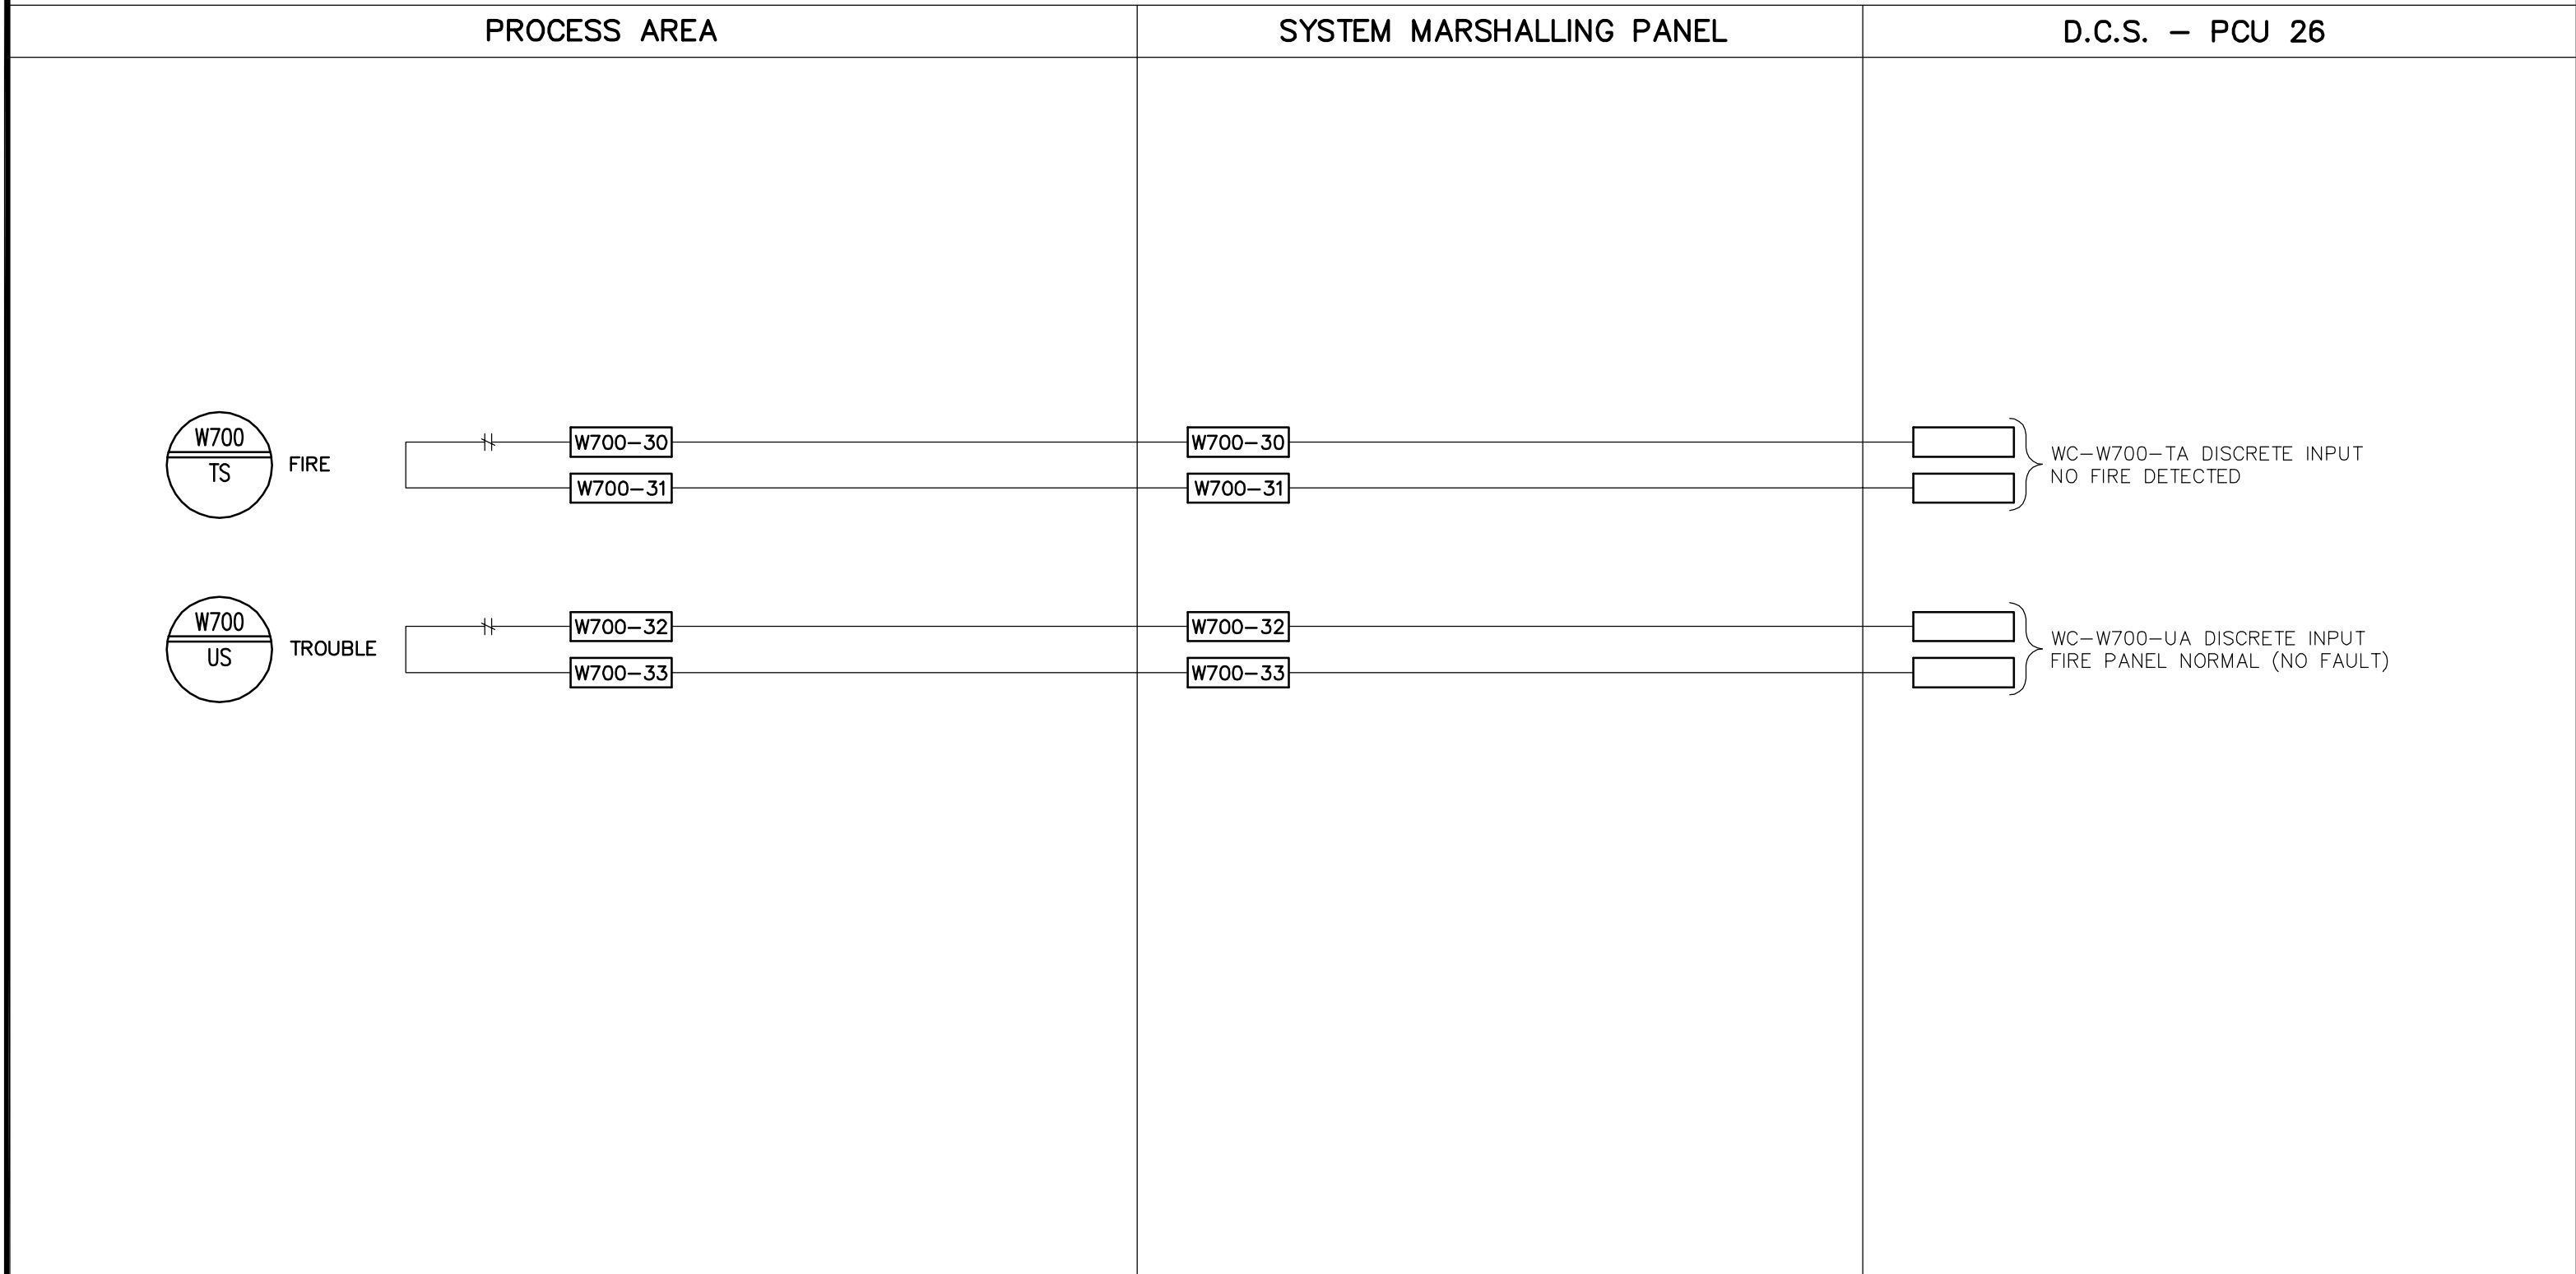 PROCESS AREA
SYSTEM MARSHALLING PANEL
D.C.S. - PCU 26
W700
TS
FIRE
W700-30
W700-31
W700-30
W700-31
WC-W700-TA DISCRETE INPUT
NO FIRE DETECTED
W700
US
TROUBLE
W700-32
W700-33
W700-32
W700-33
WC-W700-UA DISCRETE INPUT
FIRE PANEL NORMAL (NO FAULT)